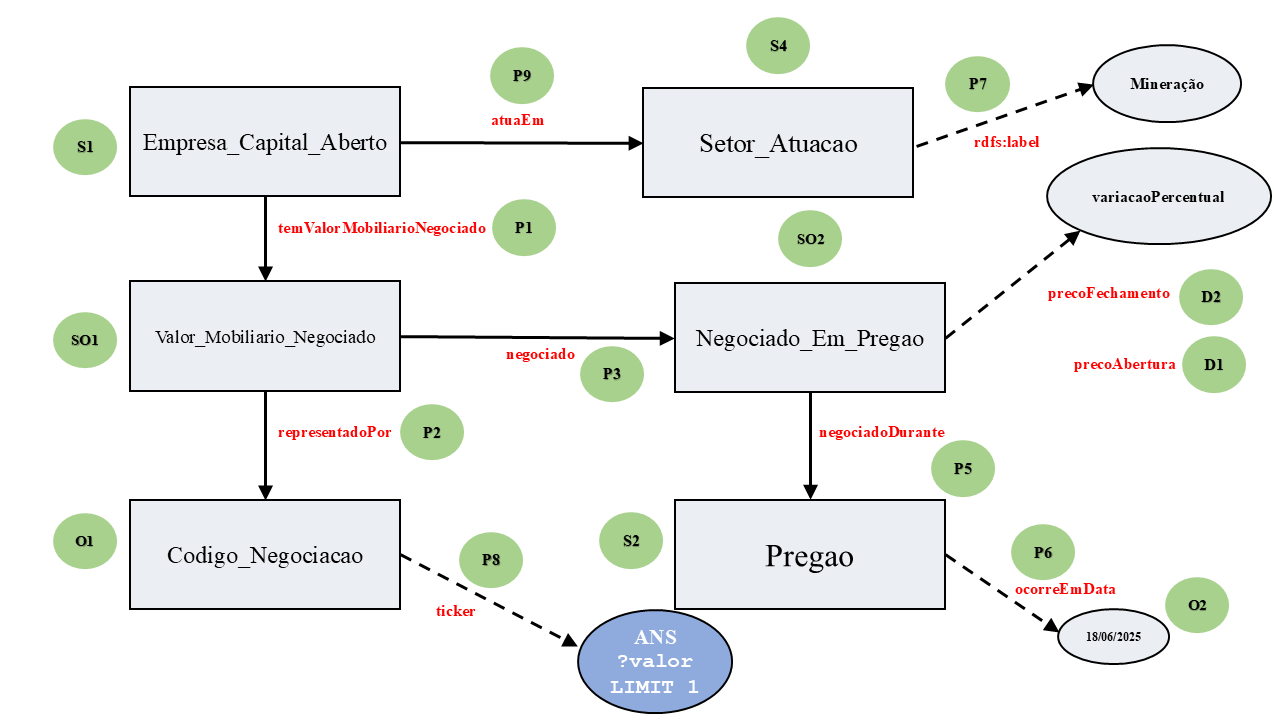 S4
P9
P7
Mineração
atuaEm
S1
Empresa_Capital_Aberto
Setor_Atuacao
rdfs:label
variacaoPercentual
temValorMobiliarioNegociado
P1
SO2
precoFechamento
D2
SO1
Valor_Mobiliario_Negociado
Negociado_Em_Pregao
negociado
P3
precoAbertura
D1
representadoPor
P2
negociadoDurante
P5
O1
Codigo_Negociacao
P8
S2
Pregao
P6
ocorreEmData
O2
ticker
18/06/2025
ANS
?valor
LIMIT 1